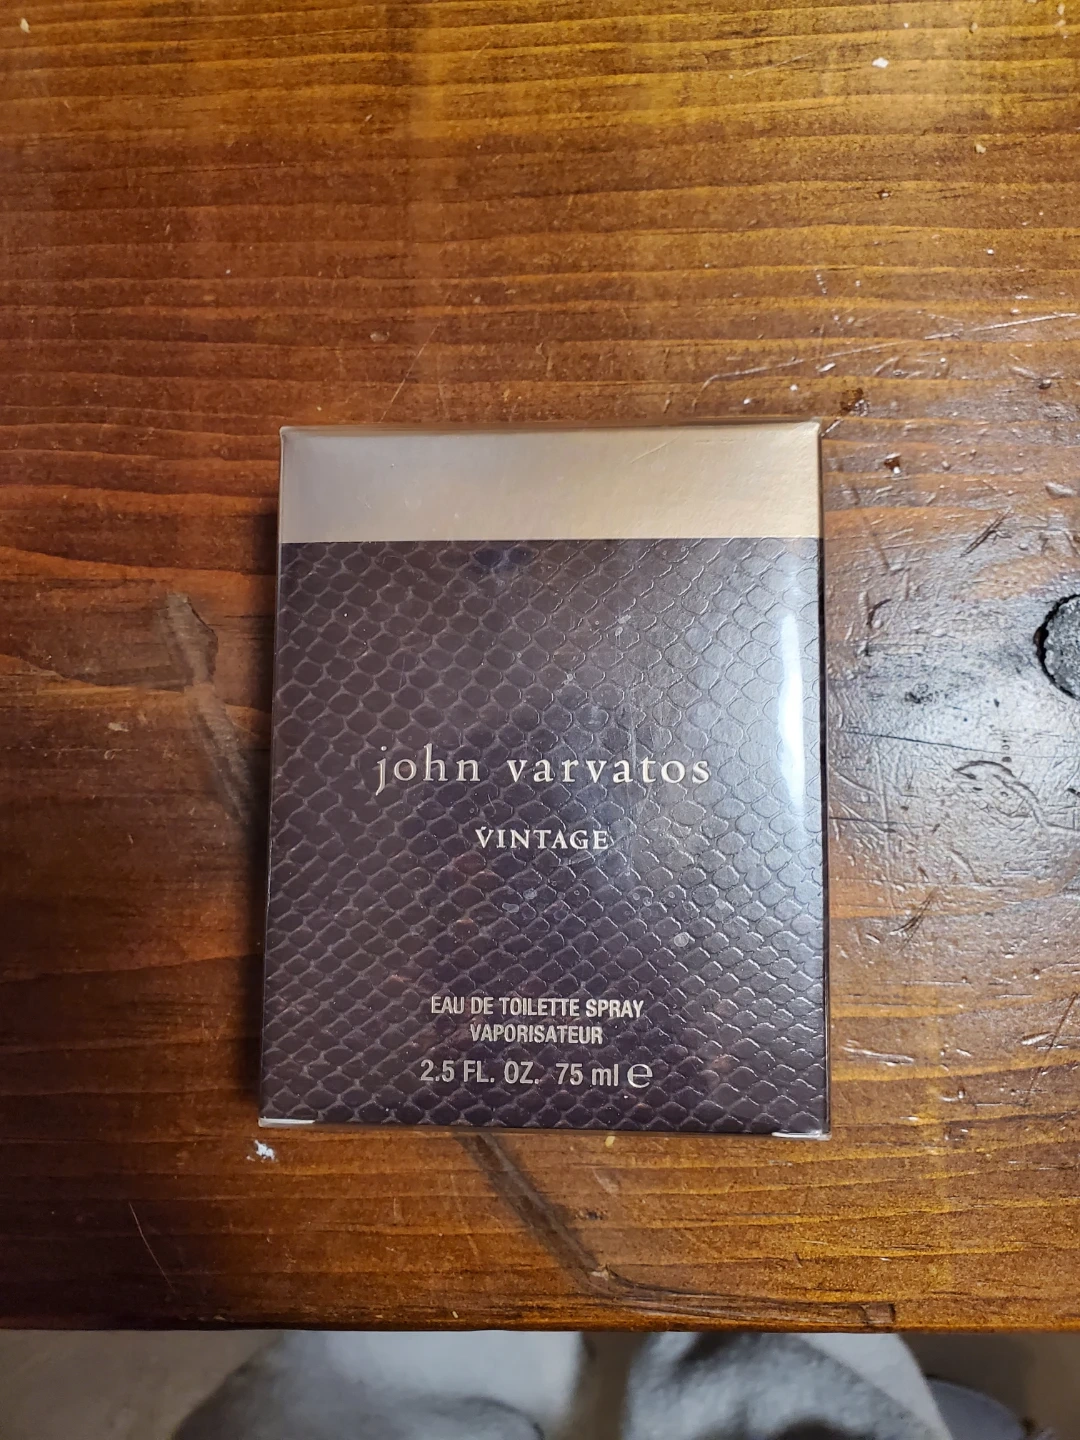 john varvatos
VINTAGE
EAU DE TOILETTE SPRAY
VAPORISATEUR
2.5 FL. OZ. 75 ml ℮